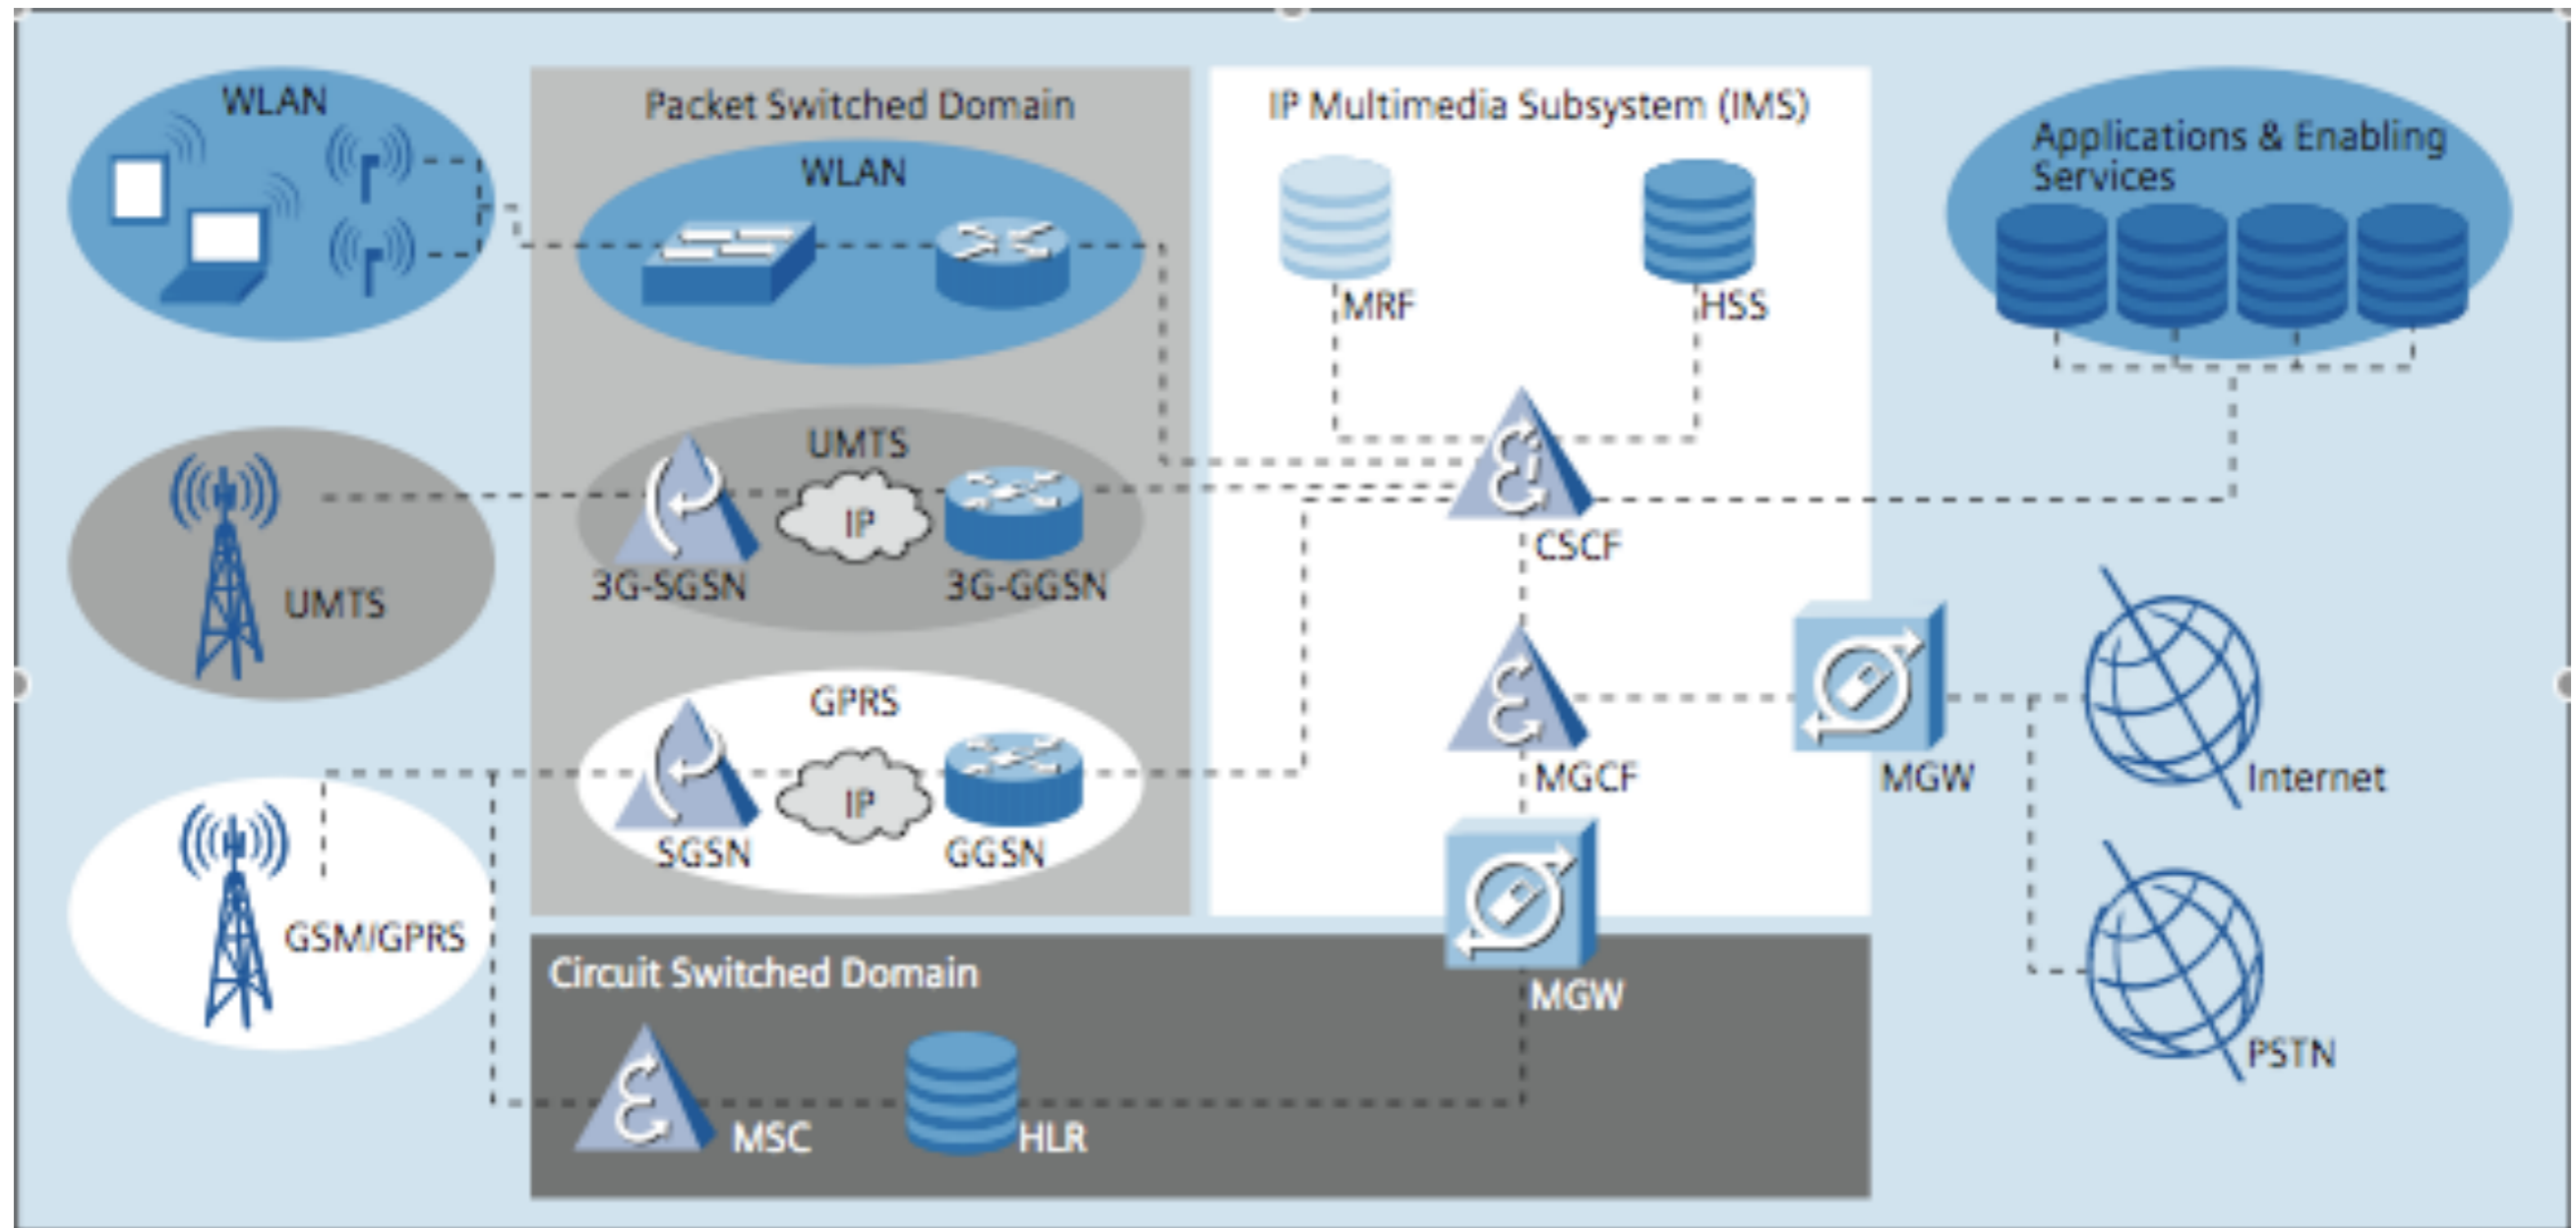 WLAN
UMTS
GSM/GPRS
Packet Switched Domain
WLAN
UMTS
IP
3G-SGSN
3G-GGSN
GPRS
IP
SGSN
GGSN
IP Multimedia Subsystem (IMS)
MRF
HSS
CSCF
MGCF
MGW
MGW
Circuit Switched Domain
MSC
HLR
Applications & Enabling
Services
Internet
PSTN